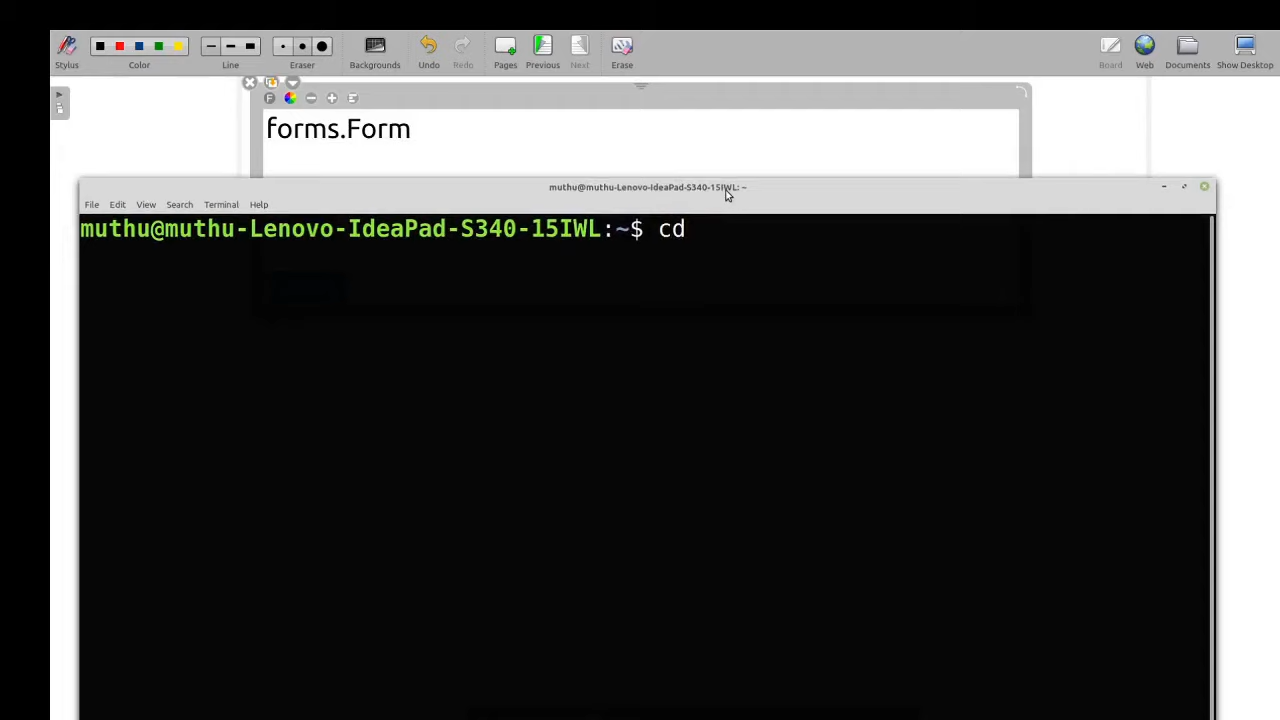 Stylus Color Line Eraser Backgrounds Undo Redo Pages Previous Next Erase Board Web Documents Show Desktop
forms.Form
muthu@muthu-Lenovo-IdeaPad-S340-15IWL: ~
File Edit View Search Terminal Help
muthu@muthu-Lenovo-IdeaPad-S340-15IWL:~$ cd